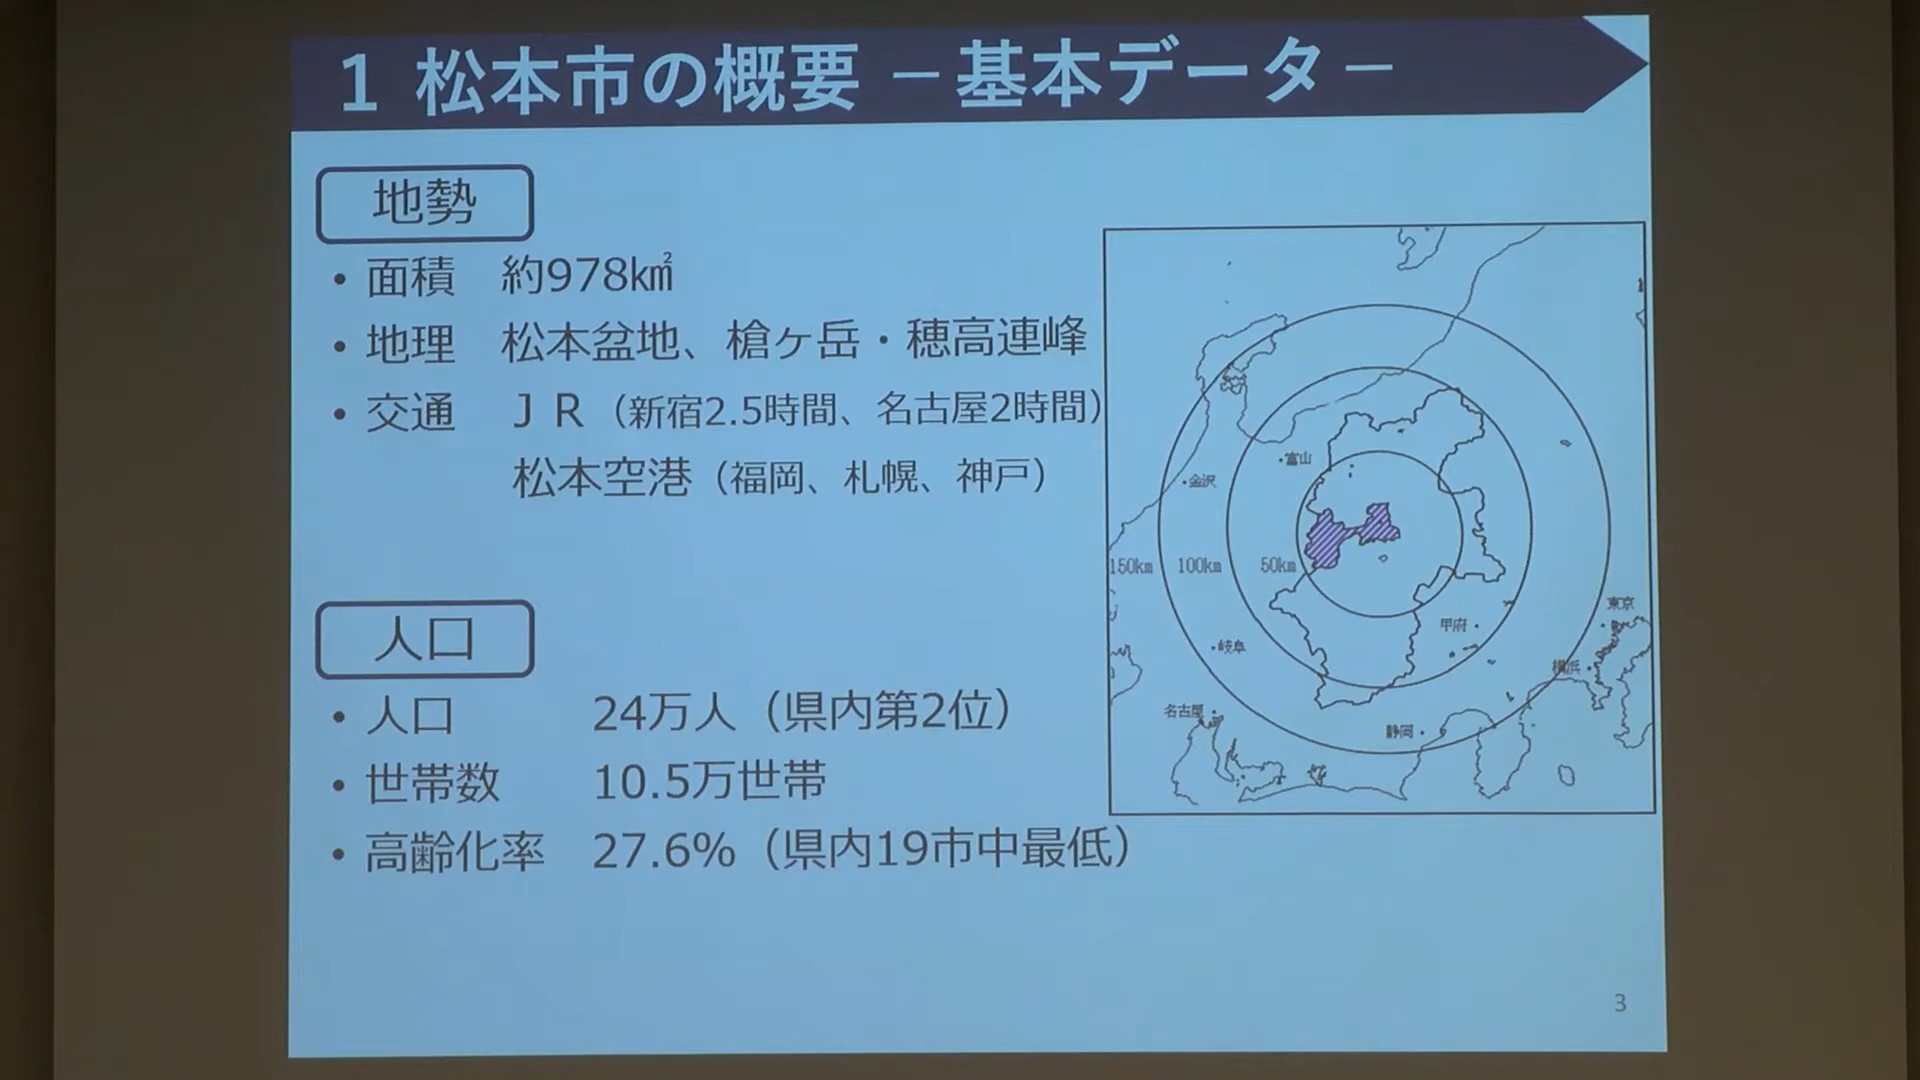 1 松本市の概要 －基本データ－
地勢
• 面積　約978㎢
• 地理　松本盆地、槍ヶ岳・穂高連峰
• 交通　ＪＲ（新宿2.5時間、名古屋2時間）
松本空港（福岡、札幌、神戸）
人口
• 人口　24万人（県内第2位）
• 世帯数　10.5万世帯
• 高齢化率　27.6%（県内19市中最低）
富山
金沢
150km
100km
50km
東京
甲府
岐阜
横浜
名古屋
静岡
3